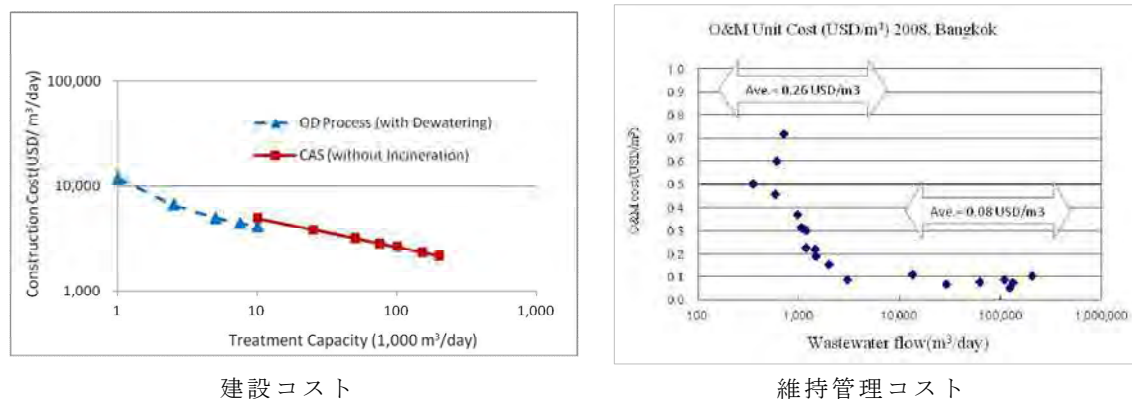 100,000
10,000
1,000
Construction Cost(USD/ m³/day)
OD Process (with Dewatering)
CAS (without Incineration)
1
10
100
1,000
Treatment Capacity (1,000 m³/day)
建設コスト
O&M Unit Cost (USD/m³) 2008, Bangkok
1.0
0.9
0.8
0.7
0.6
0.5
0.4
0.3
0.2
0.1
0.0
O&M cost(USD/m³)
Ave.= 0.26 USD/m3
Ave.= 0.08 USD/m3
100
1,000
10,000
100,000
1,000,000
Wastewater flow(m³/day)
維持管理コスト